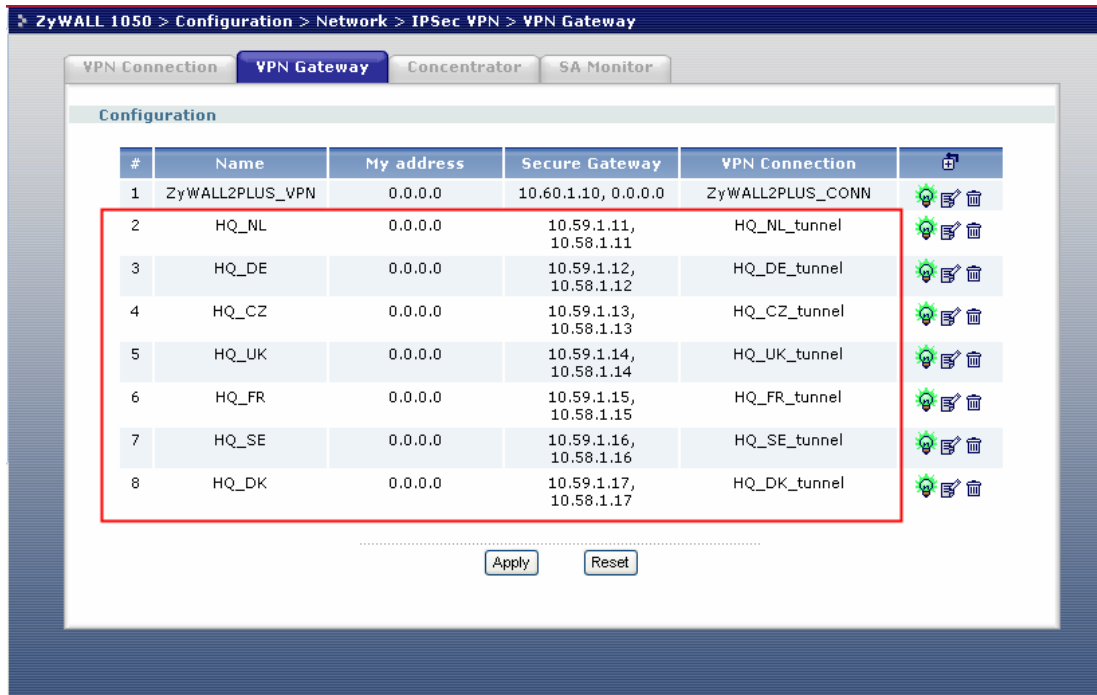 ZyWALL 1050 > Configuration > Network > IPSec VPN > VPN Gateway
VPN Connection VPN Gateway Concentrator SA Monitor
Configuration
# Name My address Secure Gateway VPN Connection
1 ZyWALL2PLUS_VPN 0.0.0.0 10.60.1.10, 0.0.0.0 ZyWALL2PLUS_CONN
2 HQ_NL 0.0.0.0 10.59.1.11, HQ_NL_tunnel
10.58.1.11
3 HQ_DE 0.0.0.0 10.59.1.12, HQ_DE_tunnel
10.58.1.12
4 HQ_CZ 0.0.0.0 10.59.1.13, HQ_CZ_tunnel
10.58.1.13
5 HQ_UK 0.0.0.0 10.59.1.14, HQ_UK_tunnel
10.58.1.14
6 HQ_FR 0.0.0.0 10.59.1.15, HQ_FR_tunnel
10.58.1.15
7 HQ_SE 0.0.0.0 10.59.1.16, HQ_SE_tunnel
10.58.1.16
8 HQ_DK 0.0.0.0 10.59.1.17, HQ_DK_tunnel
10.58.1.17
Apply Reset